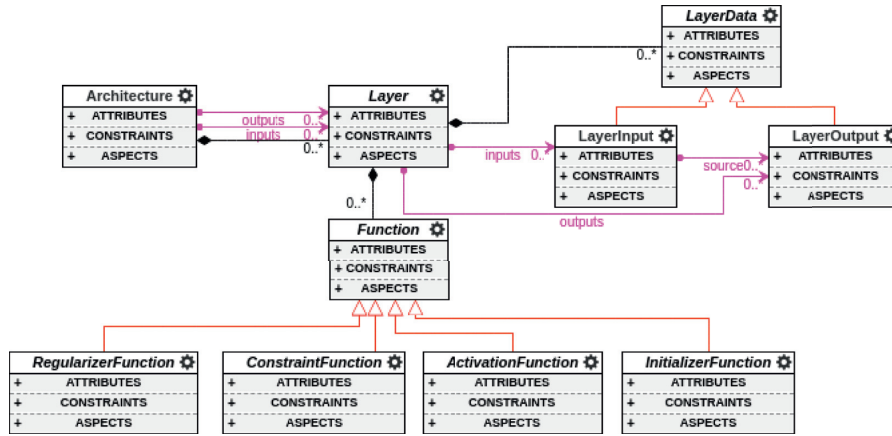 LayerData
+ ATTRIBUTES
+ CONSTRAINTS
+ ASPECTS
0..*
Architecture
+ ATTRIBUTES
+ CONSTRAINTS
+ ASPECTS
outputs 0..
inputs 0..
0..*
Layer
+ ATTRIBUTES
+ CONSTRAINTS
+ ASPECTS
inputs 0..*
LayerInput
+ ATTRIBUTES
+ CONSTRAINTS
+ ASPECTS
source0..
0..*
LayerOutput
+ ATTRIBUTES
+ CONSTRAINTS
+ ASPECTS
outputs
0..*
Function
+ ATTRIBUTES
+ CONSTRAINTS
+ ASPECTS
RegularizerFunction
+ ATTRIBUTES
+ CONSTRAINTS
+ ASPECTS
ConstraintFunction
+ ATTRIBUTES
+ CONSTRAINTS
+ ASPECTS
ActivationFunction
+ ATTRIBUTES
+ CONSTRAINTS
+ ASPECTS
InitializerFunction
+ ATTRIBUTES
+ CONSTRAINTS
+ ASPECTS